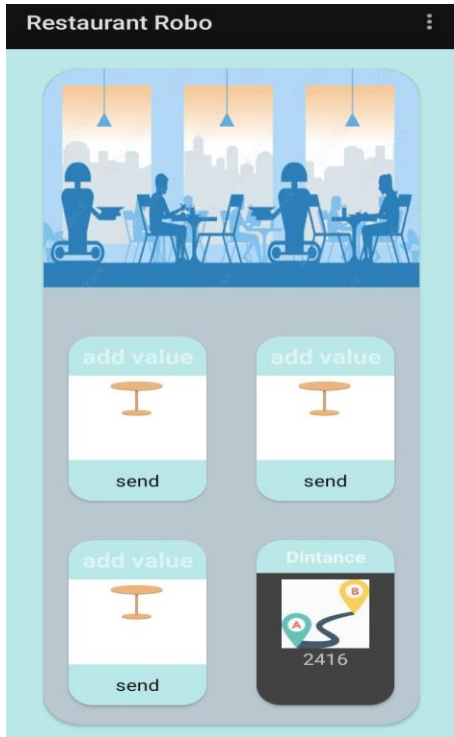 Restaurant Robo
add value
add value
send
send
add value
Dintance
A
B
2416
send